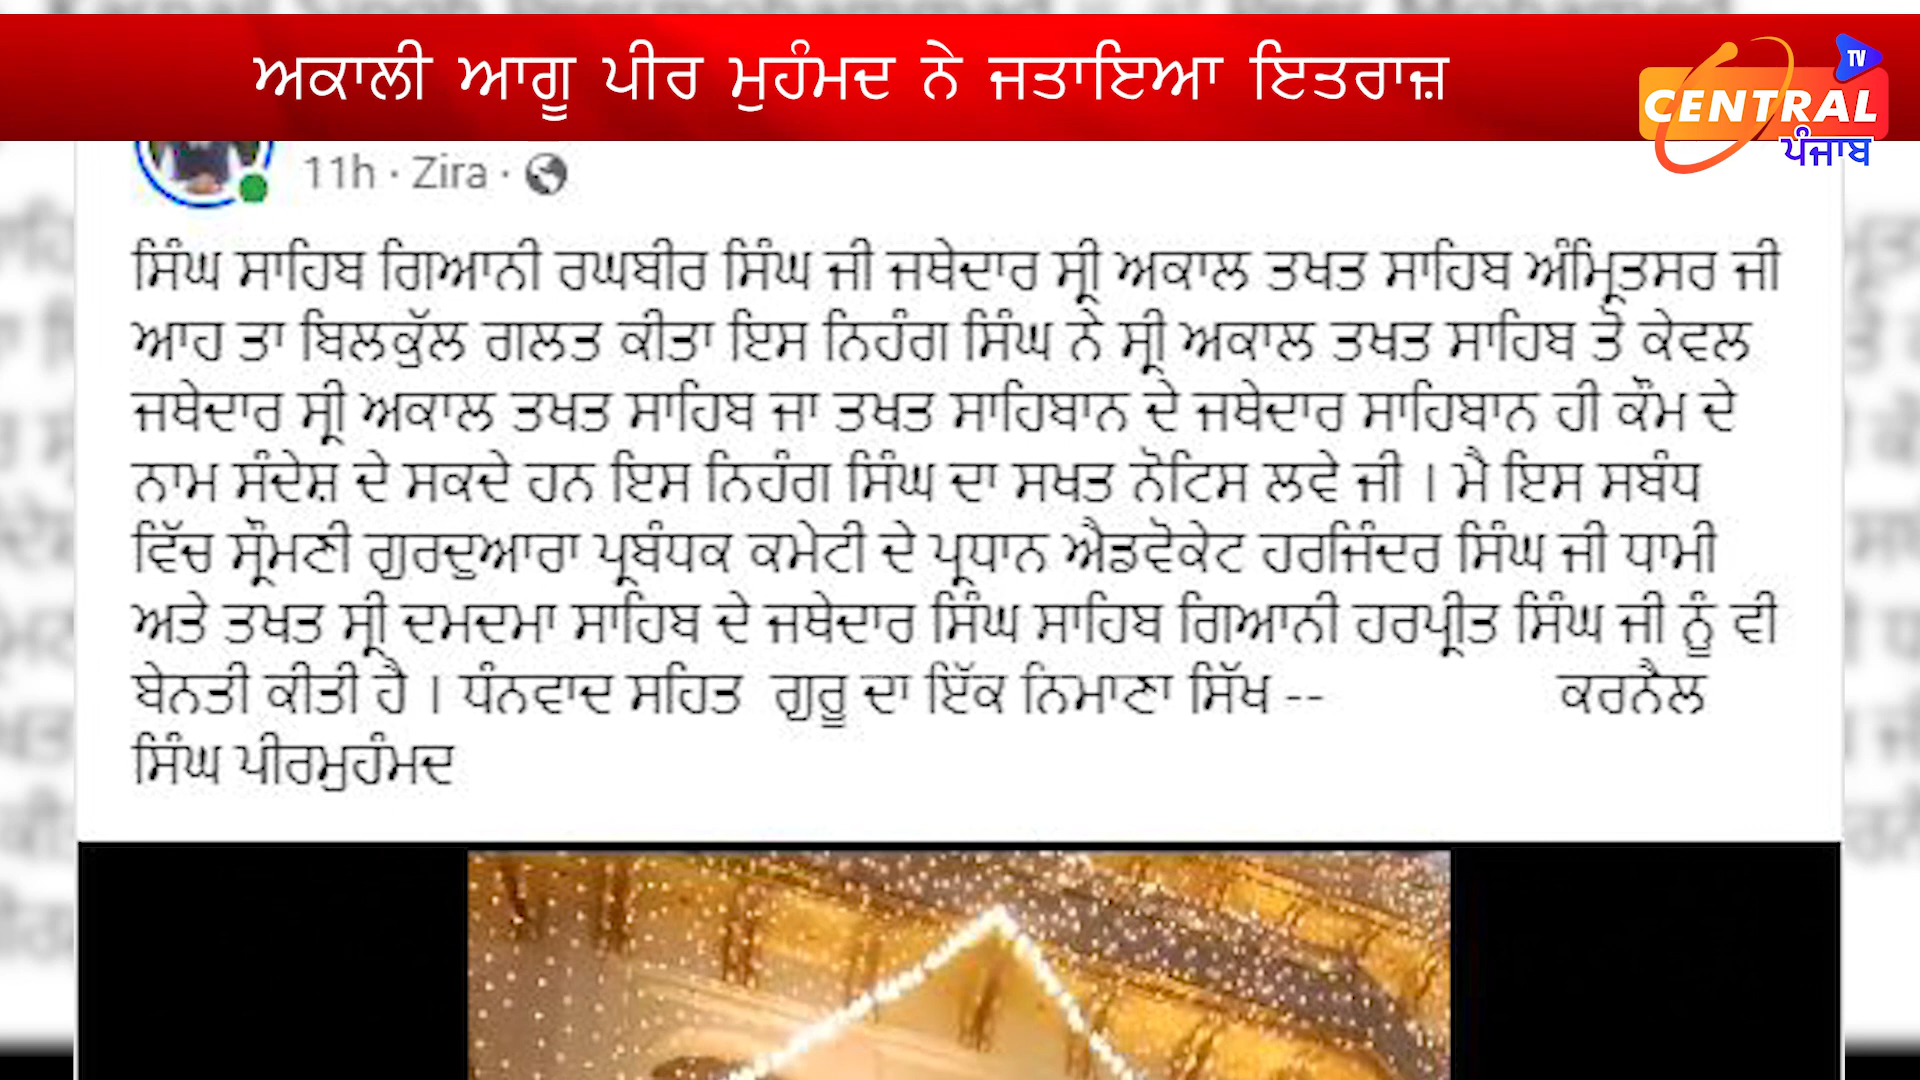 ਅਕਾਲੀ ਆਗੂ ਪੀਰ ਮੁਹੰਮਦ ਨੇ ਜਤਾਇਆ ਇਤਰਾਜ਼
TV
CENTRAL
ਪੰਜਾਬ
11h · Zira ·
ਸਿੰਘ ਸਾਹਿਬ ਗਿਆਨੀ ਰਘਬੀਰ ਸਿੰਘ ਜੀ ਜਥੇਦਾਰ ਸ੍ਰੀ ਅਕਾਲ ਤਖਤ ਸਾਹਿਬ ਅੰਮ੍ਰਿਤਸਰ ਜੀ
ਆਹ ਤਾ ਬਿਲਕੁੱਲ ਗਲਤ ਕੀਤਾ ਇਸ ਨਿਹੰਗ ਸਿੰਘ ਨੇ ਸ੍ਰੀ ਅਕਾਲ ਤਖਤ ਸਾਹਿਬ ਤੋ ਕੇਵਲ
ਜਥੇਦਾਰ ਸ੍ਰੀ ਅਕਾਲ ਤਖਤ ਸਾਹਿਬ ਜਾ ਤਖਤ ਸਾਹਿਬਾਨ ਦੇ ਜਥੇਦਾਰ ਸਾਹਿਬਾਨ ਹੀ ਕੌਮ ਦੇ
ਨਾਮ ਸੰਦੇਸ਼ ਦੇ ਸਕਦੇ ਹਨ ਇਸ ਨਿਹੰਗ ਸਿੰਘ ਦਾ ਸਖਤ ਨੋਟਿਸ ਲਵੇ ਜੀ । ਮੈ ਇਸ ਸਬੰਧ
ਵਿੱਚ ਸ੍ਰੌਮਣੀ ਗੁਰਦੁਆਰਾ ਪ੍ਰਬੰਧਕ ਕਮੇਟੀ ਦੇ ਪ੍ਰਧਾਨ ਐਡਵੋਕੇਟ ਹਰਜਿੰਦਰ ਸਿੰਘ ਜੀ ਧਾਮੀ
ਅਤੇ ਤਖਤ ਸ੍ਰੀ ਦਮਦਮਾ ਸਾਹਿਬ ਦੇ ਜਥੇਦਾਰ ਸਿੰਘ ਸਾਹਿਬ ਗਿਆਨੀ ਹਰਪ੍ਰੀਤ ਸਿੰਘ ਜੀ ਨੂੰ ਵੀ
ਬੇਨਤੀ ਕੀਤੀ ਹੈ । ਧੰਨਵਾਦ ਸਹਿਤ ਗੁਰੂ ਦਾ ਇੱਕ ਨਿਮਾਣਾ ਸਿੱਖ -- ਕਰਨੈਲ
ਸਿੰਘ ਪੀਰਮੁਹੰਮਦ